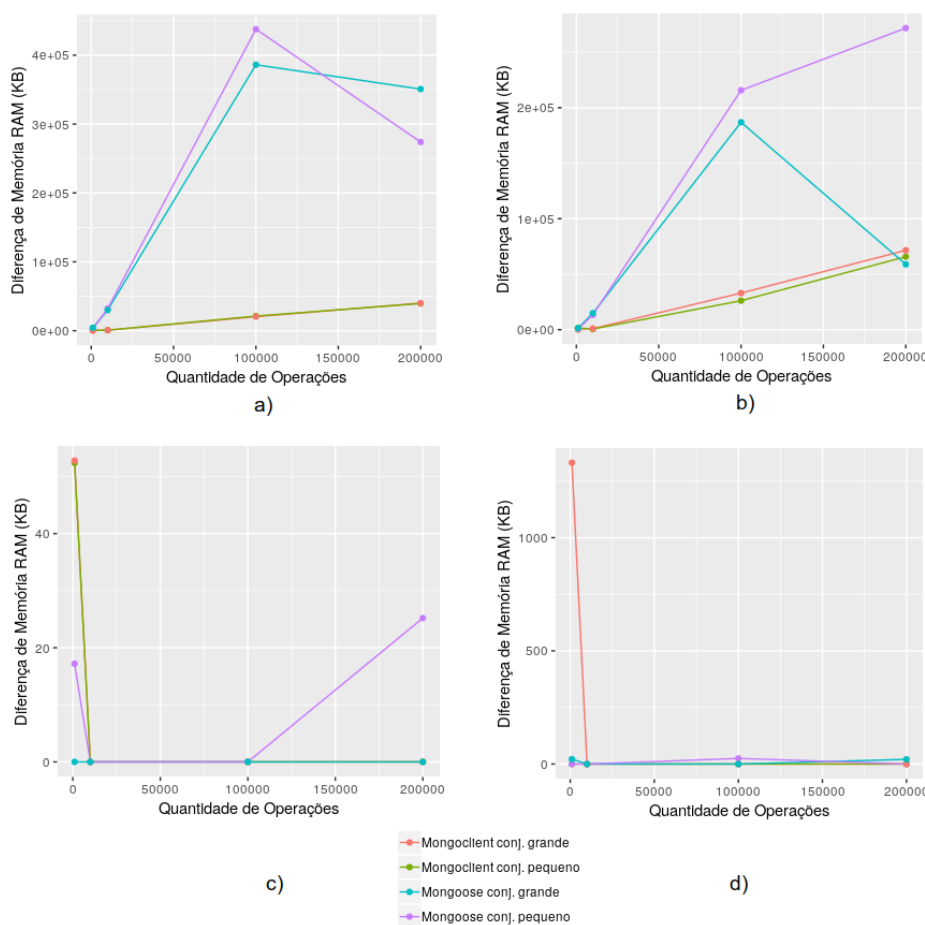 Diferença de Memória RAM (KB)
4e+05
3e+05
2e+05
1e+05
0e+00
0 50000 100000 150000 200000
Quantidade de Operações
a)
Diferença de Memória RAM (KB)
2e+05
1e+05
0e+00
0 50000 100000 150000 200000
Quantidade de Operações
b)
Diferença de Memória RAM (KB)
40
20
0
0 50000 100000 150000 200000
Quantidade de Operações
c)
Diferença de Memória RAM (KB)
1000
500
0
0 50000 100000 150000 200000
Quantidade de Operações
d)
Mongoclient conj. grande
Mongoclient conj. pequeno
Mongoose conj. grande
Mongoose conj. pequeno